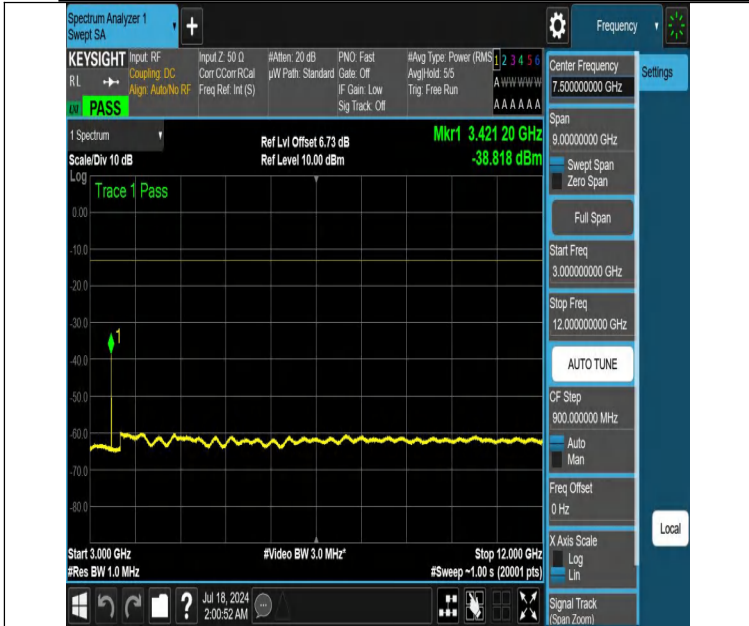 Spectrum Analyzer 1
Swept SA
Frequency
KEYSIGHT
RL
PASS
Input: RF
Coupling: DC
Align: Auto/No RF
Input Z: 50 Ω
Corr CCorr RCal
Freq Ref: Int (S)
#Atten: 20 dB
µW Path: Standard
PNO: Fast
Gate: Off
IF Gain: Low
Sig Track: Off
#Avg Type: Power (RMS
Avg|Hold: 5/5
Trig: Free Run
1 2 3 4 5 6
A W W W W W
A A A A A A
1 Spectrum
Scale/Div 10 dB
Ref Lvl Offset 6.73 dB
Ref Level 10.00 dBm
Mkr1 3.421 20 GHz
-38.818 dBm
Log
Trace 1 Pass
0.00
-10.0
-20.0
-30.0
1
-40.0
-50.0
-60.0
-70.0
-80.0
Start 3.000 GHz
#Res BW 1.0 MHz
#Video BW 3.0 MHz*
Stop 12.000 GHz
#Sweep ~1.00 s (20001 pts)
Jul 18, 2024
2:00:52 AM
Center Frequency
7.500000000 GHz
Settings
Span
9.00000000 GHz
Swept Span
Zero Span
Full Span
Start Freq
3.000000000 GHz
Stop Freq
12.000000000 GHz
AUTO TUNE
CF Step
900.000000 MHz
Auto
Man
Freq Offset
0 Hz
X Axis Scale
Log
Lin
Local
Signal Track
(Span Zoom)